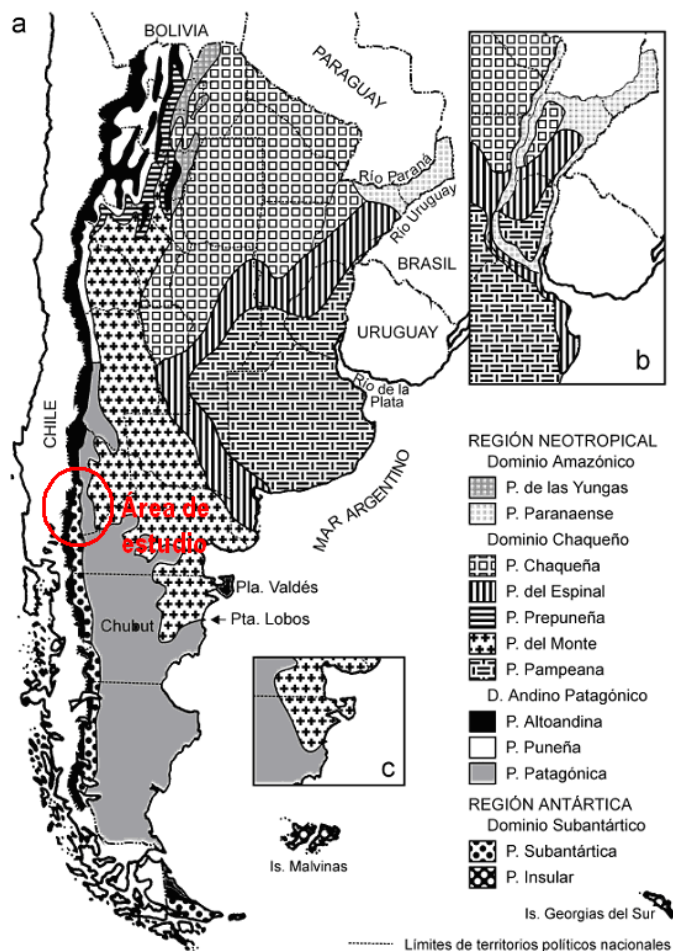 a
BOLIVIA
PARAGUAY
Río Paraná
Río Uruguay
BRASIL
URUGUAY
Río de la
Plata
CHILE
Área de
estudio
MAR ARGENTINO
Pla. Valdés
Pta. Lobos
Chubut
b
c
Is. Malvinas
REGIÓN NEOTROPICAL
Dominio Amazónico
P. de las Yungas
P. Paranaense
Dominio Chaqueño
P. Chaqueña
P. del Espinal
P. Prepuneña
P. del Monte
P. Pampeana
D. Andino Patagónico
P. Altoandina
P. Puneña
P. Patagónica
REGIÓN ANTÁRTICA
Dominio Subantártico
P. Subantártica
P. Insular
Is. Georgias del Sur
Límites de territorios políticos nacionales